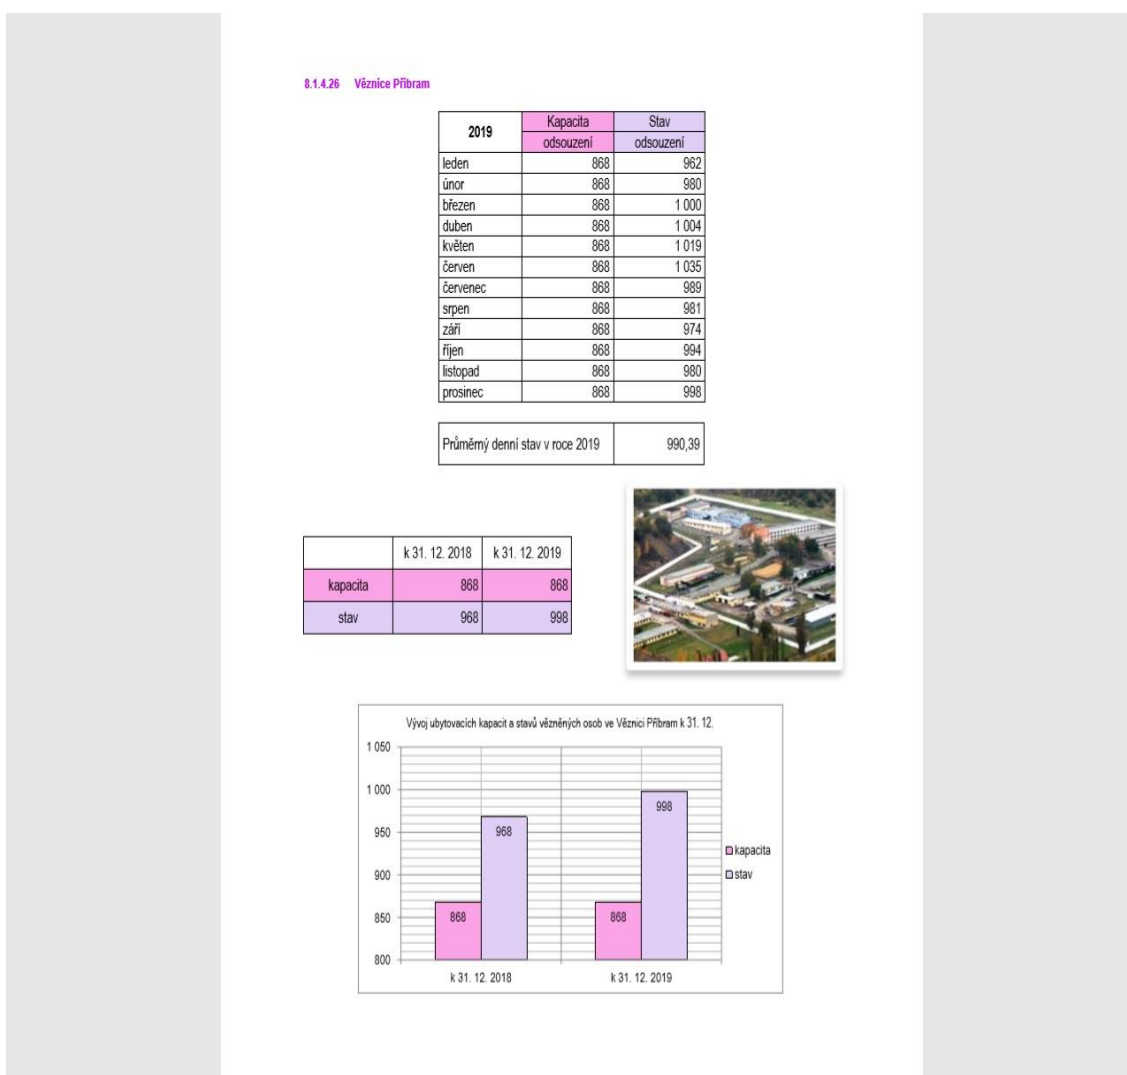 8.1.4.26 Věznice Příbram
2019 Kapacita Stav
odsouzení odsouzení
leden 868 962
únor 868 980
březen 868 1 000
duben 868 1 004
květen 868 1 019
červen 868 1 035
červenec 868 989
srpen 868 981
září 868 974
říjen 868 994
listopad 868 980
prosinec 868 998
Průměrný denní stav v roce 2019 990,39
k 31. 12. 2018 k 31. 12. 2019
kapacita 868 868
stav 968 998
Vývoj ubytovacích kapacit a stavů vězněných osob ve Věznici Příbram k 31. 12.
1 050
1 000
950
900
850
800
868
968
868
998
k 31. 12. 2018 k 31. 12. 2019
kapacita
stav